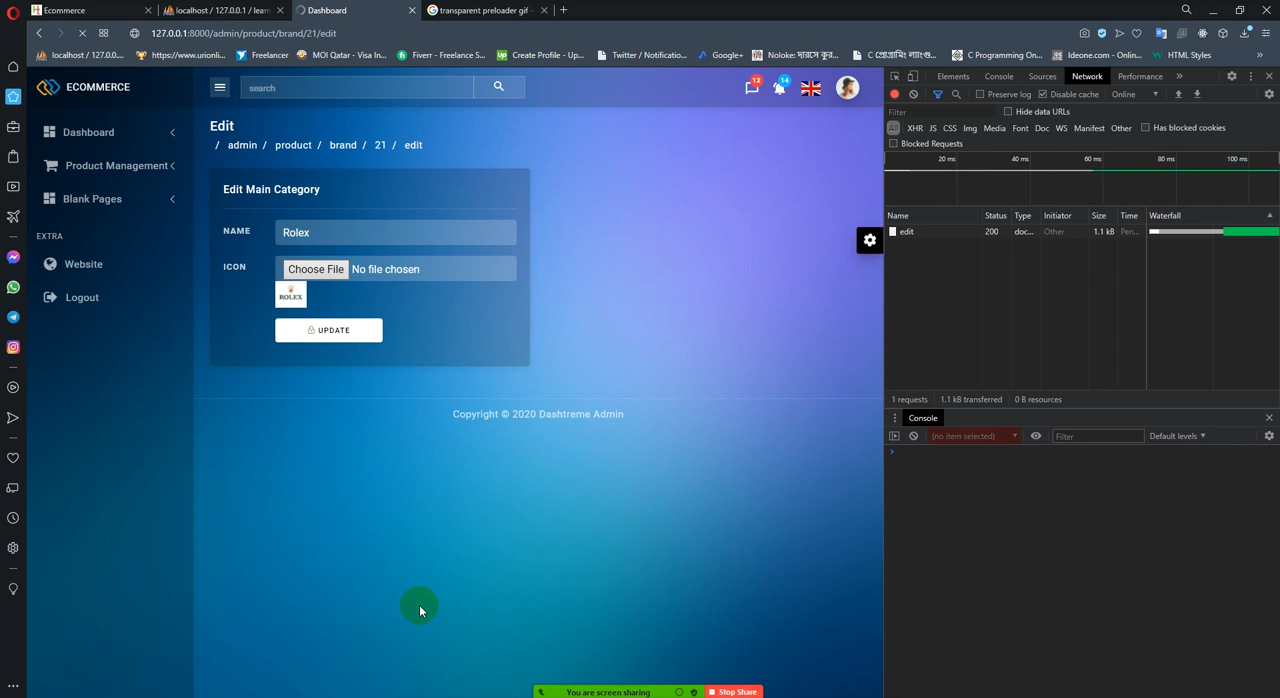 Ecommerce
localhost / 127.0.0.1 / lear
Dashboard
transparent preloader gif -
127.0.0.1:8000/admin/product/brand/21/edit
localhost / 127.0.0....
https://www.urionli...
Freelancer
MOI Qatar - Visa In...
Fiverr - Freelance S...
Create Profile - Up...
Twitter / Notificatio...
Google+
C Programming On...
Ideone.com - Onlin...
HTML Styles
ECOMMERCE
search
12
14
Dashboard
Product Management
Blank Pages
EXTRA
Website
Logout
Edit
/ admin / product / brand / 21 / edit
Edit Main Category
NAME
Rolex
ICON
Choose File No file chosen
ROLEX
UPDATE
Copyright © 2020 Dashtreme Admin
Elements
Console
Sources
Network
Performance
Preserve log
Disable cache
Online
Filter
Hide data URLs
All
XHR JS CSS Img Media Font Doc WS Manifest Other
Has blocked cookies
Blocked Requests
20 ms
40 ms
60 ms
80 ms
100 ms
Name
Status
Type
Initiator
Size
Time
Waterfall
edit
200
doc...
Other
1.1 kB
Pen...
1 requests
1.1 kB transferred
0 B resources
Console
(no item selected)
Filter
Default levels
You are screen sharing
Stop Share